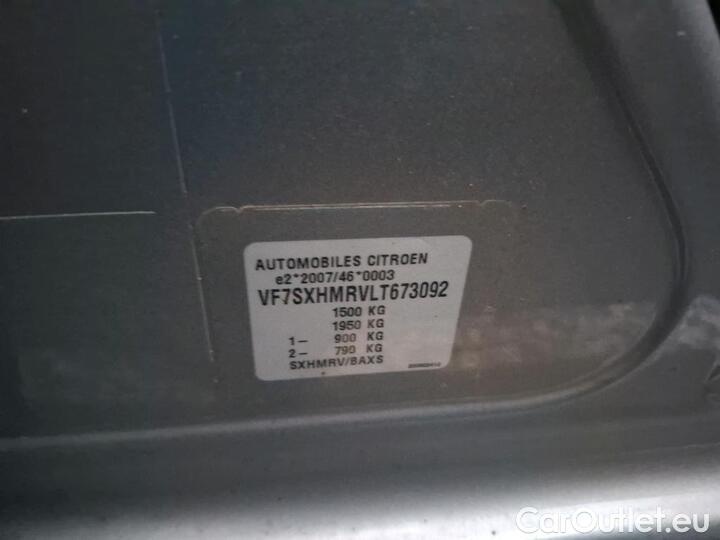 AUTOMOBILES CITROEN
e2*2007/46*0003
VF7SXHMRVLT673092
1500 KG
1950 KG
1- 900 KG
2- 790 KG
SXHMRV/BAXS
CarOutlet.eu